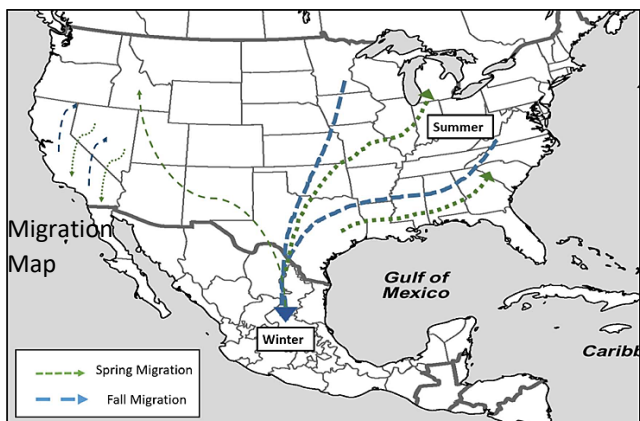 Summer
Migration
Map
Gulf of
Mexico
Winter
Caribb
Spring Migration
Fall Migration